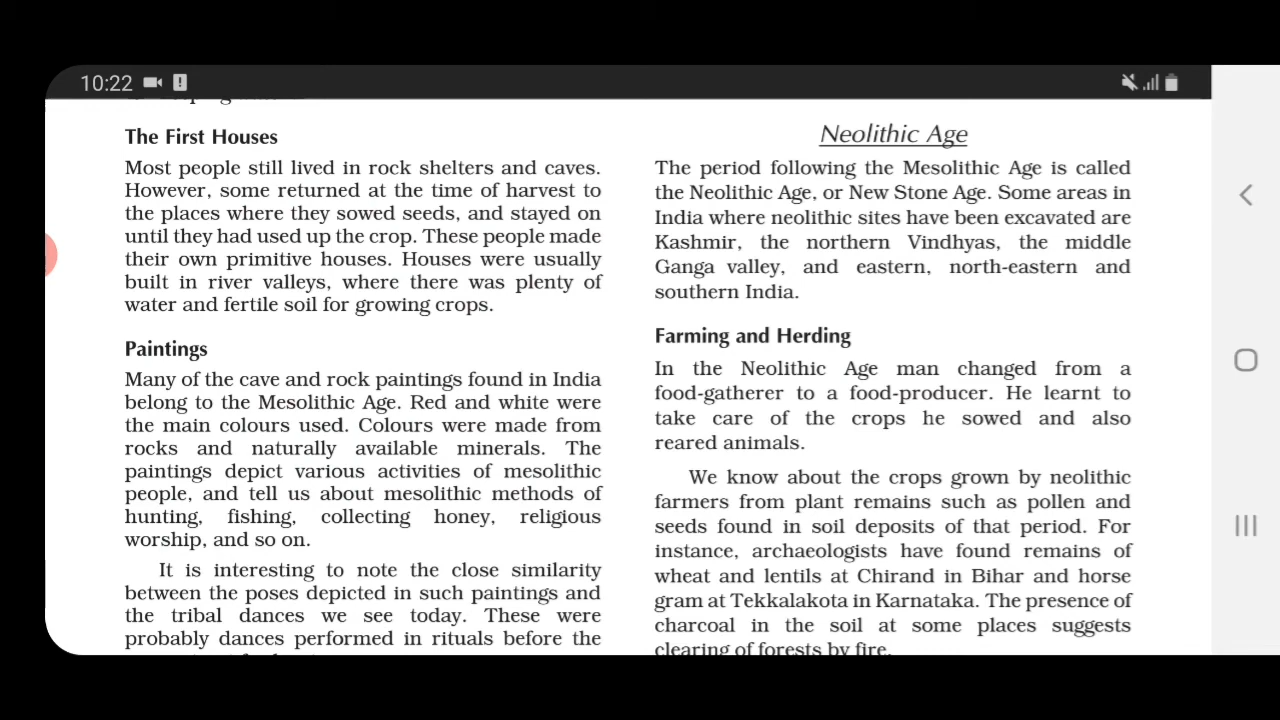 10:22
The First Houses
Most people still lived in rock shelters and caves.
However, some returned at the time of harvest to
the places where they sowed seeds, and stayed on
until they had used up the crop. These people made
their own primitive houses. Houses were usually
built in river valleys, where there was plenty of
water and fertile soil for growing crops.
Paintings
Many of the cave and rock paintings found in India
belong to the Mesolithic Age. Red and white were
the main colours used. Colours were made from
rocks and naturally available minerals. The
paintings depict various activities of mesolithic
people, and tell us about mesolithic methods of
hunting, fishing, collecting honey, religious
worship, and so on.
It is interesting to note the close similarity
between the poses depicted in such paintings and
the tribal dances we see today. These were
probably dances performed in rituals before the
Neolithic Age
The period following the Mesolithic Age is called
the Neolithic Age, or New Stone Age. Some areas in
India where neolithic sites have been excavated are
Kashmir, the northern Vindhyas, the middle
Ganga valley, and eastern, north-eastern and
southern India.
Farming and Herding
In the Neolithic Age man changed from a
food-gatherer to a food-producer. He learnt to
take care of the crops he sowed and also
reared animals.
We know about the crops grown by neolithic
farmers from plant remains such as pollen and
seeds found in soil deposits of that period. For
instance, archaeologists have found remains of
wheat and lentils at Chirand in Bihar and horse
gram at Tekkalakota in Karnataka. The presence of
charcoal in the soil at some places suggests
clearing of forests by fire.